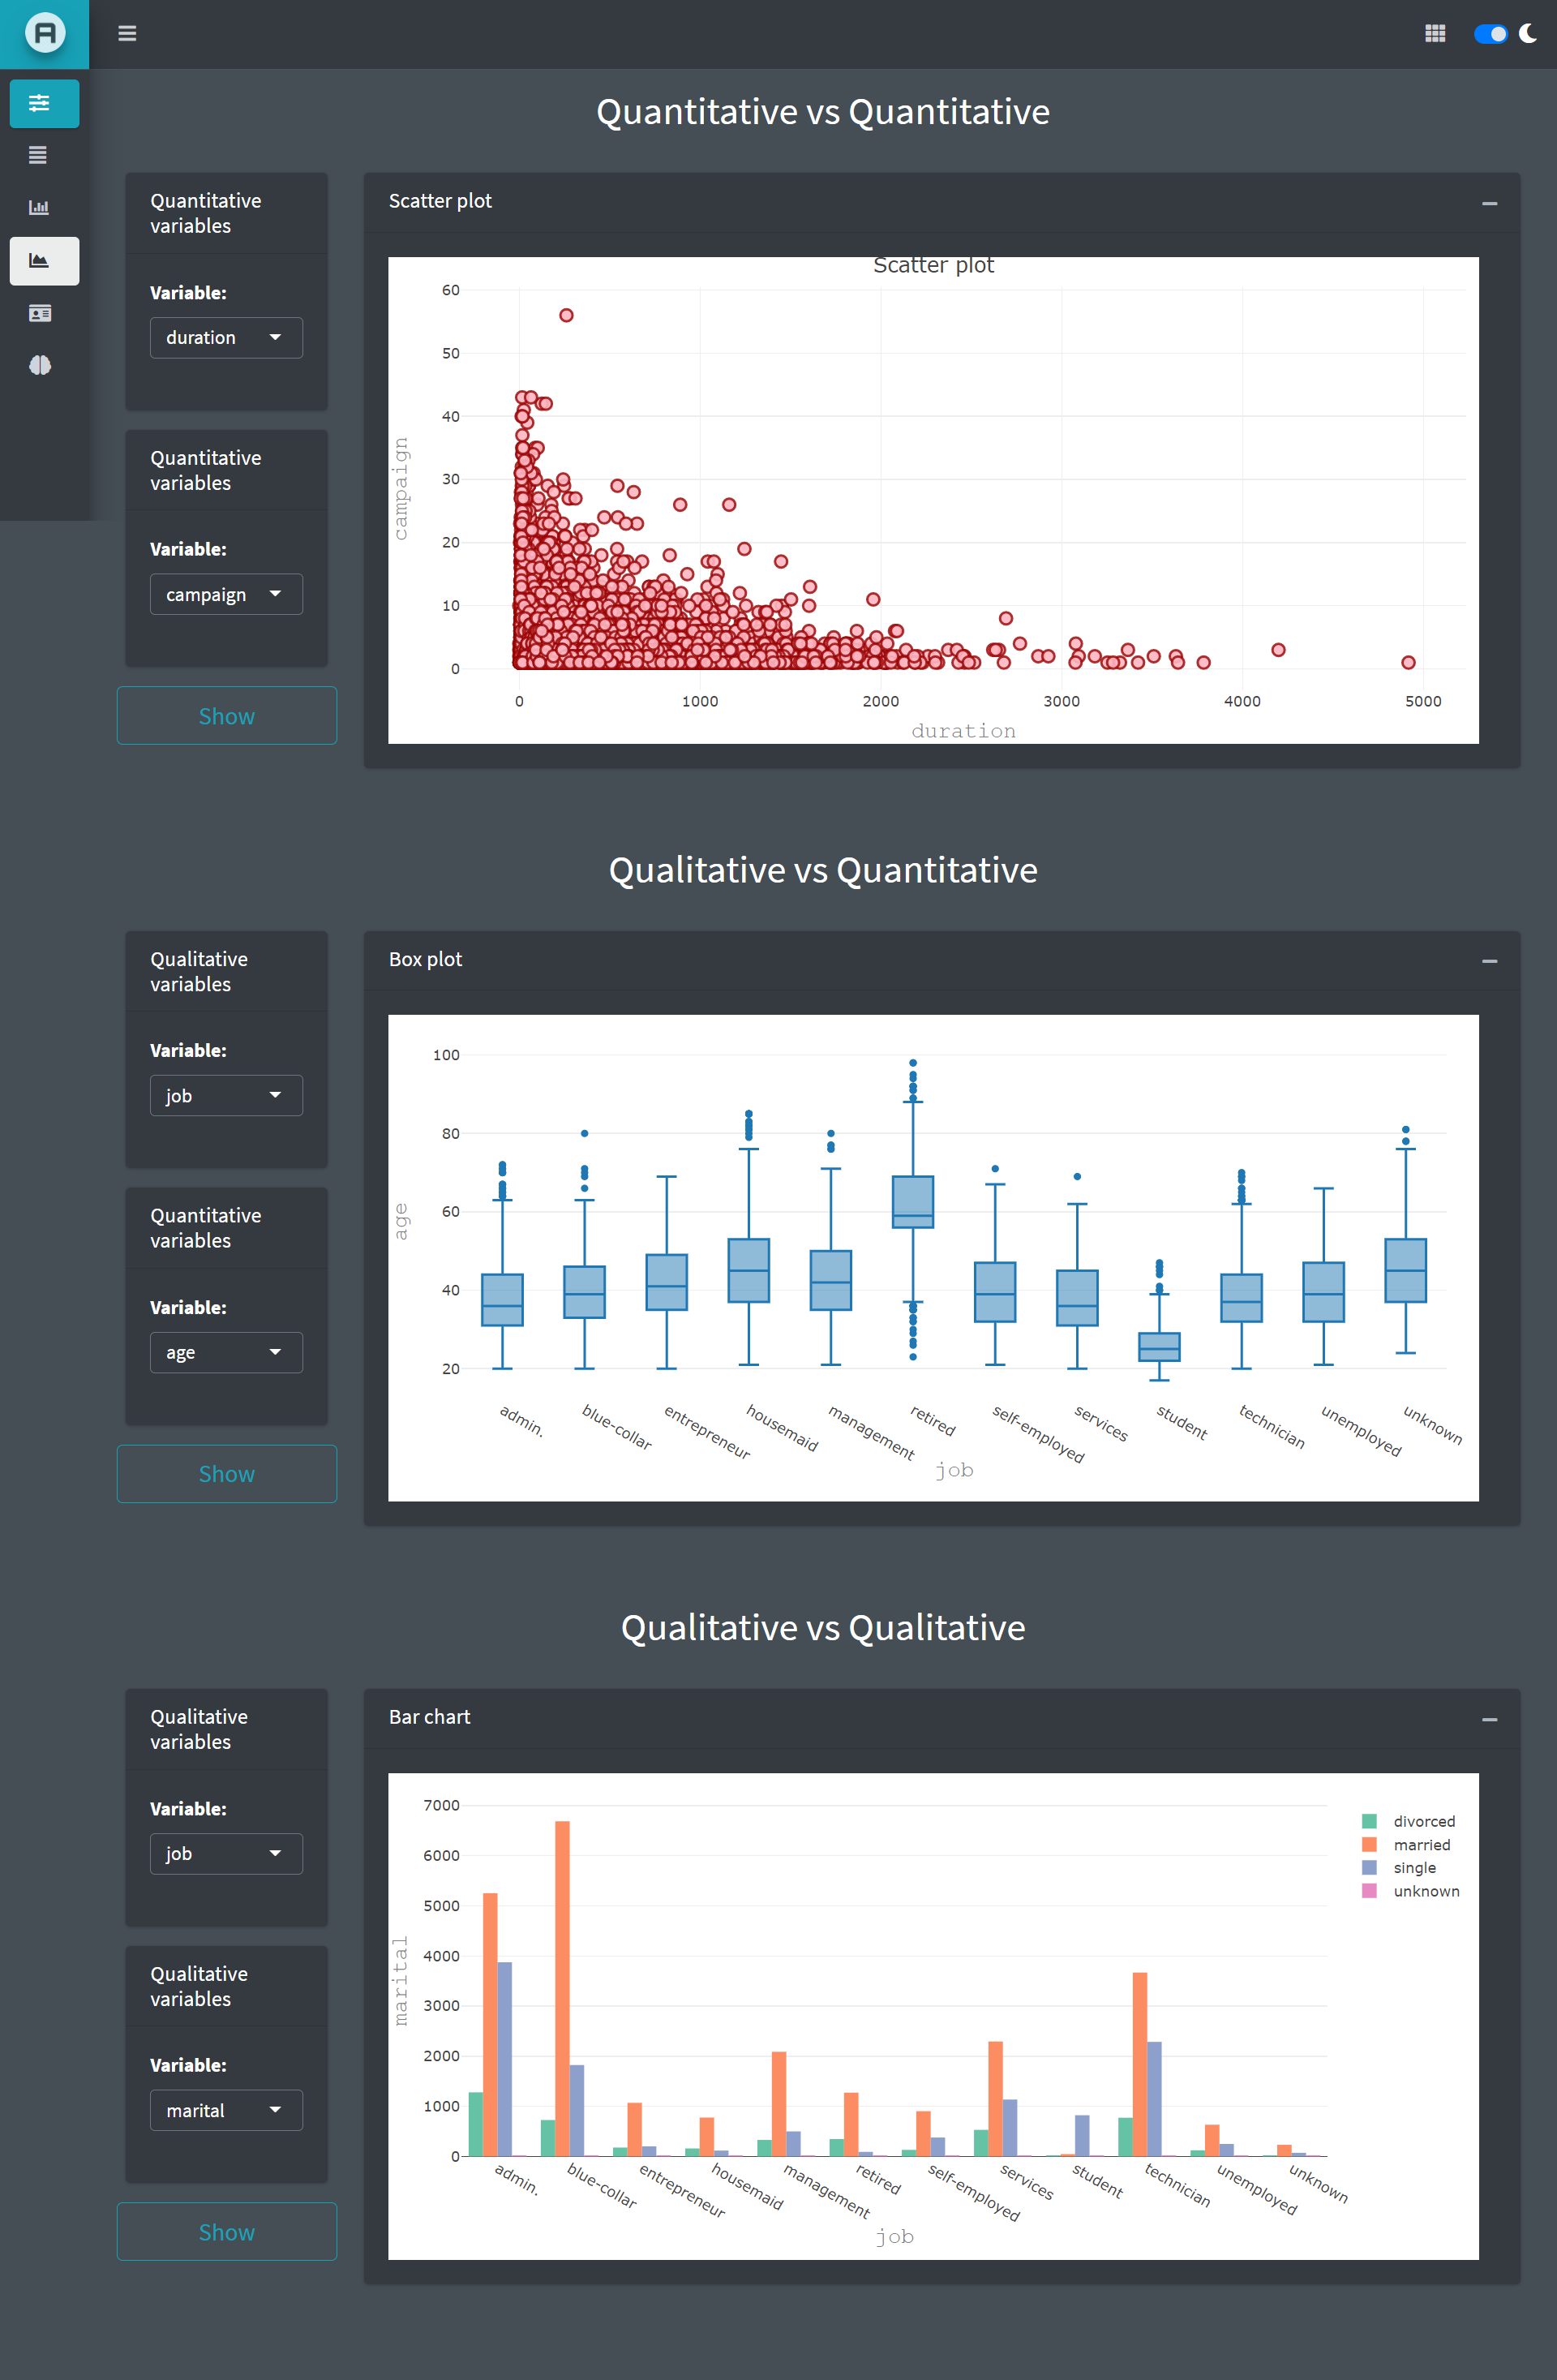 A
Quantitative vs Quantitative
Quantitative
variables
Variable:
duration
Quantitative
variables
Variable:
campaign
Show
Scatter plot
Scatter plot
60
50
40
30
20
10
0
campaign
0 1000 2000 3000 4000 5000
duration
Qualitative vs Quantitative
Qualitative
variables
Variable:
job
Quantitative
variables
Variable:
age
Show
Box plot
100
80
60
40
20
age
admin. blue-collar entrepreneur housemaid management retired self-employed services student technician unemployed unknown
job
Qualitative vs Qualitative
Qualitative
variables
Variable:
job
Qualitative
variables
Variable:
marital
Show
Bar chart
7000
6000
5000
4000
3000
2000
1000
0
marital
admin. blue-collar entrepreneur housemaid management retired self-employed services student technician unemployed unknown
job
divorced
married
single
unknown